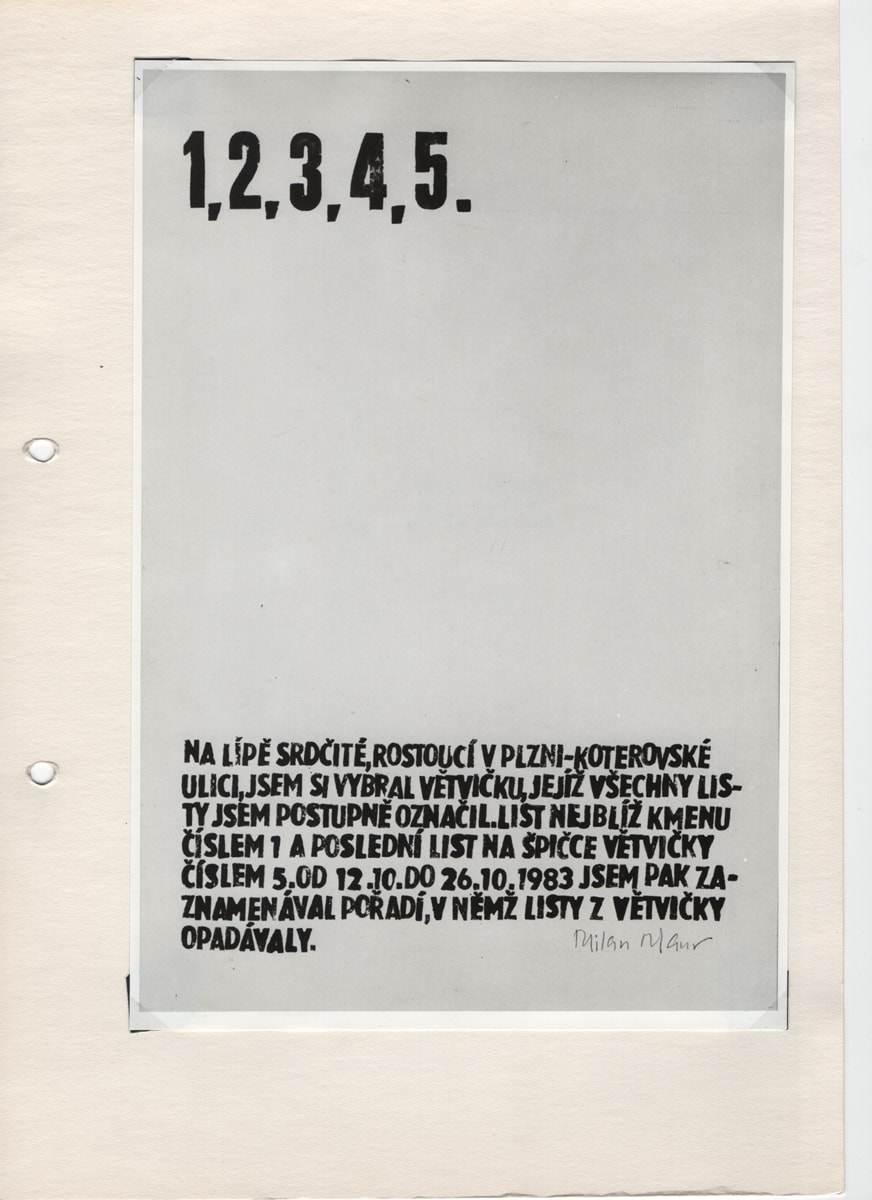 1,2,3,4,5.
NA LÍPĚ SRDČITÉ,ROSTOUCÍ V PLZNI-KOTEROVSKÉ
ULICI,JSEM SI VYBRAL VĚTVIČKU,JEJÍŽ VŠECHNY LIS-
TY JSEM POSTUPNĚ OZNAČIL.LIST NEJBLÍŽ KMENU
ČÍSLEM 1 A POSLEDNÍ LIST NA ŠPIČCE VĚTVIČKY
ČÍSLEM 5.OD 12.10.DO 26.10.1983 JSEM PAK ZA-
ZNAMENÁVAL POŘADÍ,V NĚMŽ LISTY Z VĚTVIČKY
OPADÁVALY.
Milan Maur